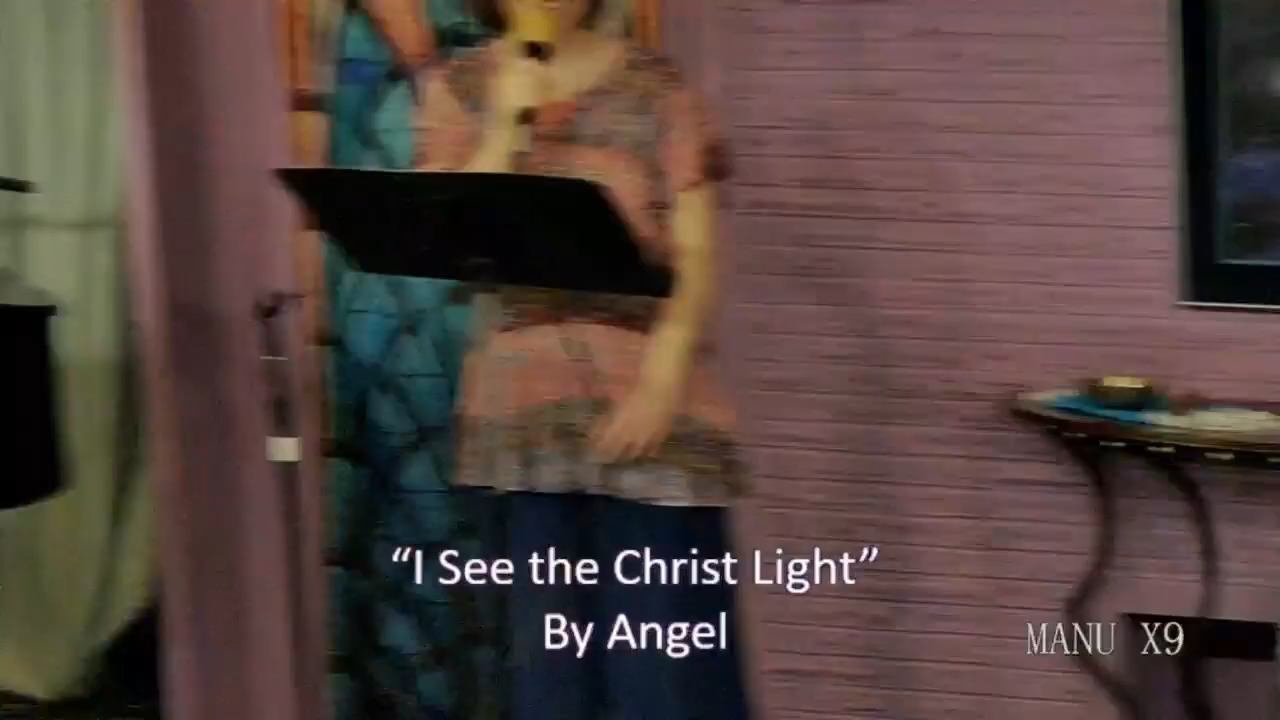 “I See the Christ Light”
By Angel
MANU X9